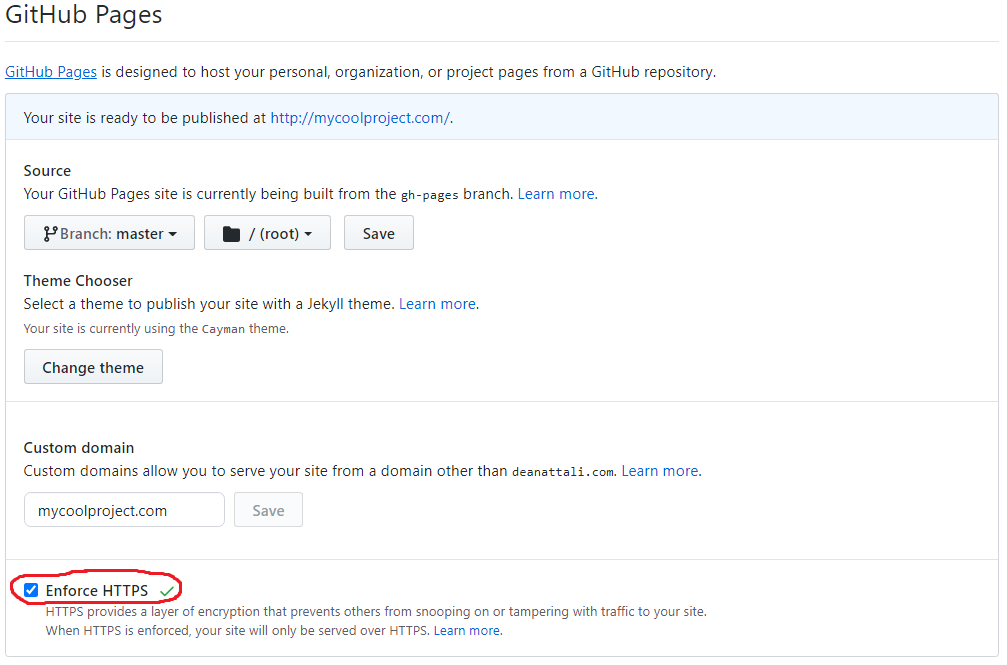 GitHub Pages
GitHub Pages is designed to host your personal, organization, or project pages from a GitHub repository.
Your site is ready to be published at http://mycoolproject.com/.
Source
Your GitHub Pages site is currently being built from the gh-pages branch. Learn more.
Branch: master / (root) Save
Theme Chooser
Select a theme to publish your site with a Jekyll theme. Learn more.
Your site is currently using the Cayman theme.
Change theme
Custom domain
Custom domains allow you to serve your site from a domain other than deanattali.com. Learn more.
mycoolproject.com Save
Enforce HTTPS
HTTPS provides a layer of encryption that prevents others from snooping on or tampering with traffic to your site.
When HTTPS is enforced, your site will only be served over HTTPS. Learn more.